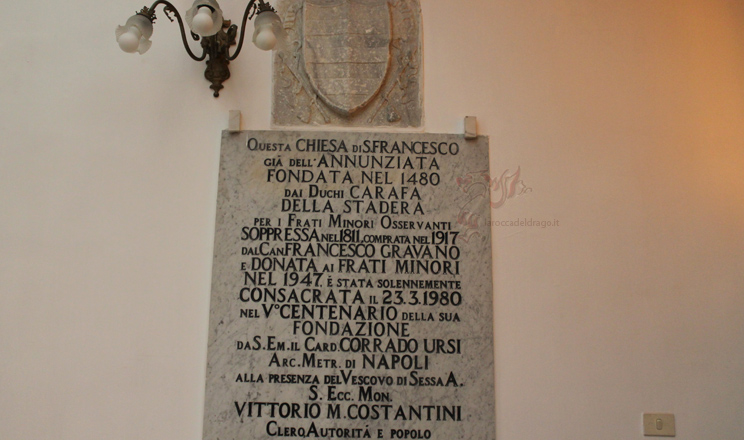 QUESTA CHIESA DI S.FRANCESCO
GIÀ DELL'ANNUNZIATA
FONDATA NEL 1480
DAI DUCHI CARAFA
DELLA STADERA
PER I FRATI MINORI OSSERVANTI
SOPPRESSA NEL 1811, COMPRATA NEL 1917
DAL CAN. FRANCESCO GRAVANO
E DONATA AI FRATI MINORI
NEL 1947, È STATA SOLENNEMENTE
CONSACRATA IL 23.3.1980
NEL V° CENTENARIO DELLA SUA
FONDAZIONE
DA S. EM. IL CARD. CORRADO URSI
ARC. METR. DI NAPOLI
ALLA PRESENZA DEL VESCOVO DI SESSA A.
S. ECC. MON.
VITTORIO M. COSTANTINI
CLERO, AUTORITÀ E POPOLO
laroccadeldrago.it